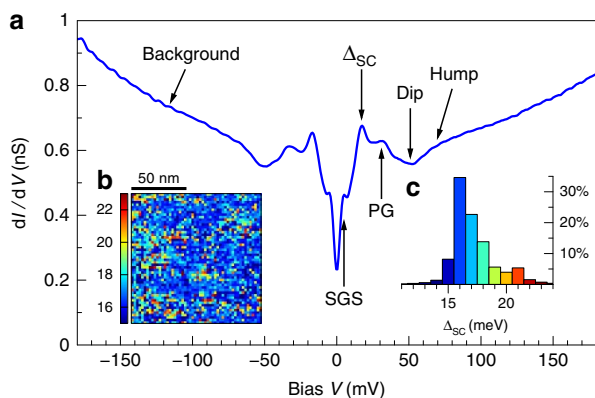 a
1
0.8
0.6
0.4
0.2
0
dI / dV (nS)
Background
ΔSC
Hump
Dip
PG
SGS
b
50 nm
22
20
18
16
c
30%
20%
10%
15
20
ΔSC (meV)
−150
−100
−50
0
50
100
150
Bias V (mV)